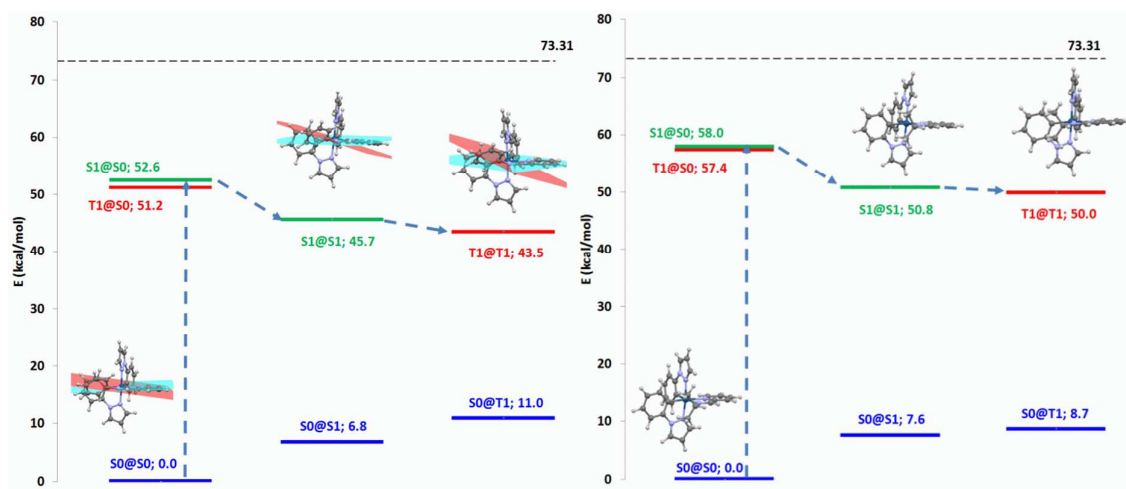 80
73.31
70
60
S1@S0; 52.6
T1@S0; 51.2
50
S1@S1; 45.7
T1@T1; 43.5
40
E (kcal/mol)
30
20
S0@T1; 11.0
10
S0@S1; 6.8
S0@S0; 0.0
0
80
73.31
70
60
S1@S0; 58.0
T1@S0; 57.4
50
S1@S1; 50.8
T1@T1; 50.0
40
E (kcal/mol)
30
20
10
S0@S1; 7.6
S0@T1; 8.7
S0@S0; 0.0
0